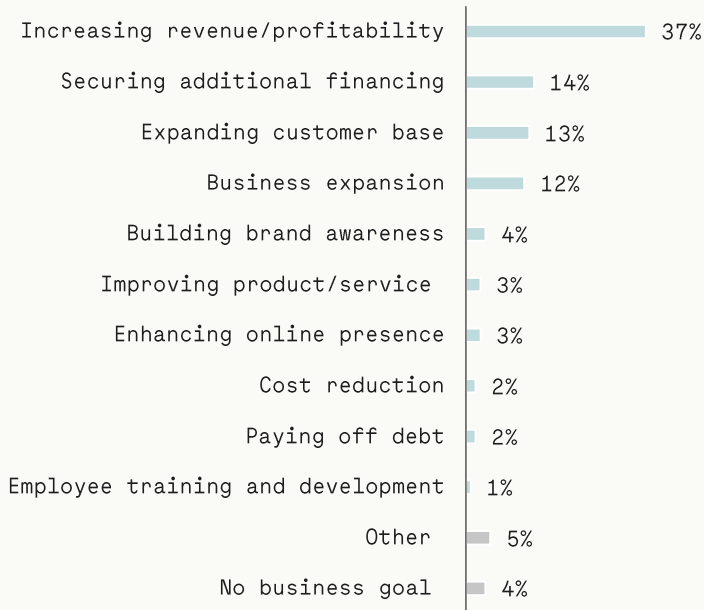 Increasing revenue/profitability 37%
Securing additional financing 14%
Expanding customer base 13%
Business expansion 12%
Building brand awareness 4%
Improving product/service 3%
Enhancing online presence 3%
Cost reduction 2%
Paying off debt 2%
Employee training and development 1%
Other 5%
No business goal 4%